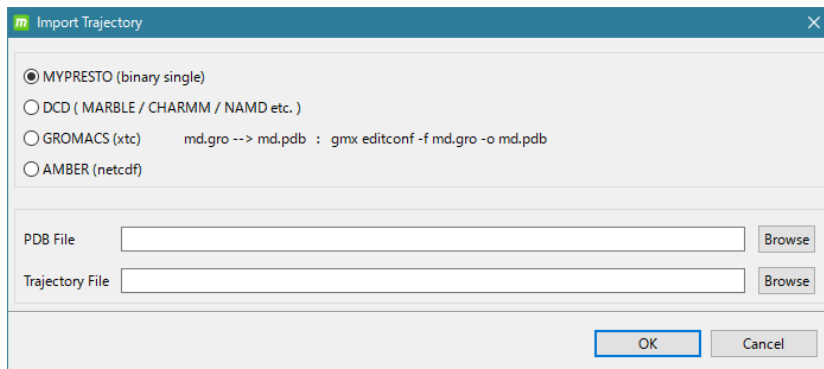 m Import Trajectory
MYPRESTO (binary single)
DCD ( MARBLE / CHARMM / NAMD etc. )
GROMACS (xtc) md.gro --> md.pdb : gmx editconf -f md.gro -o md.pdb
AMBER (netcdf)
PDB File Browse
Trajectory File Browse
OK Cancel